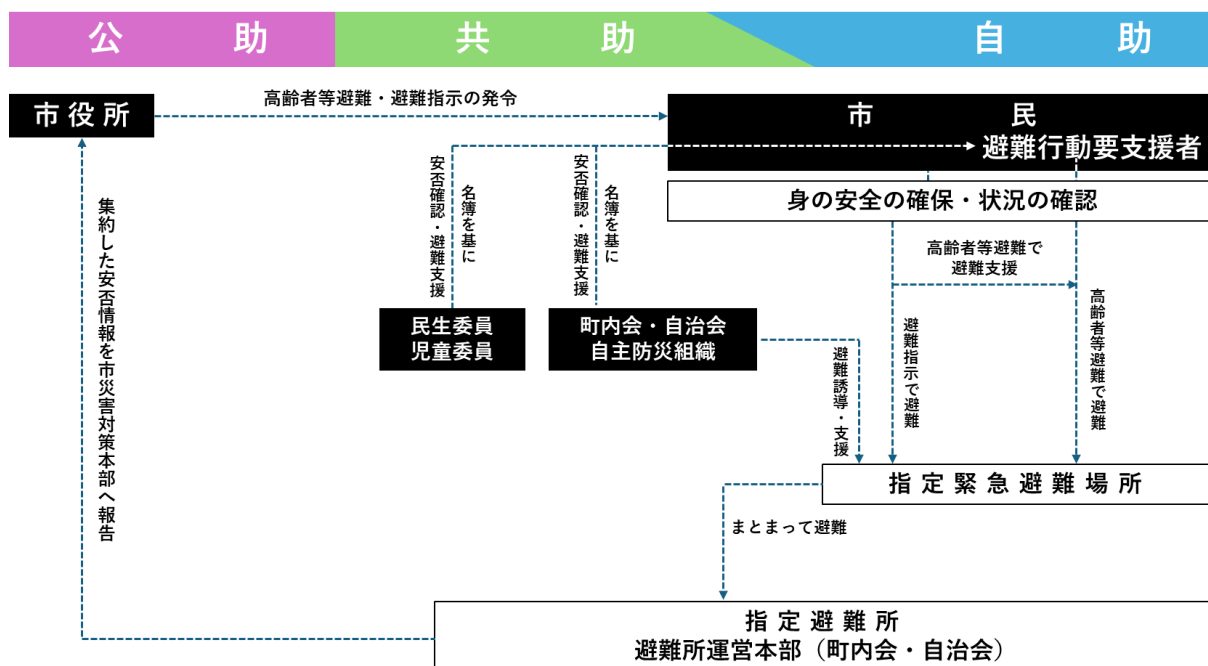 公助
共助
自助
市役所
高齢者等避難・避難指示の発令
市民
避難行動要支援者
身の安全の確保・状況の確認
安否確認・避難支援
名簿を基に
安否確認・避難支援
名簿を基に
高齢者等避難で
避難支援
集約した安否情報を市災害対策本部へ報告
民生委員
児童委員
町内会・自治会
自主防災組織
避難誘導・支援
避難指示で避難
高齢者等避難で避難
指定緊急避難場所
まとまって避難
指定避難所
避難所運営本部（町内会・自治会）